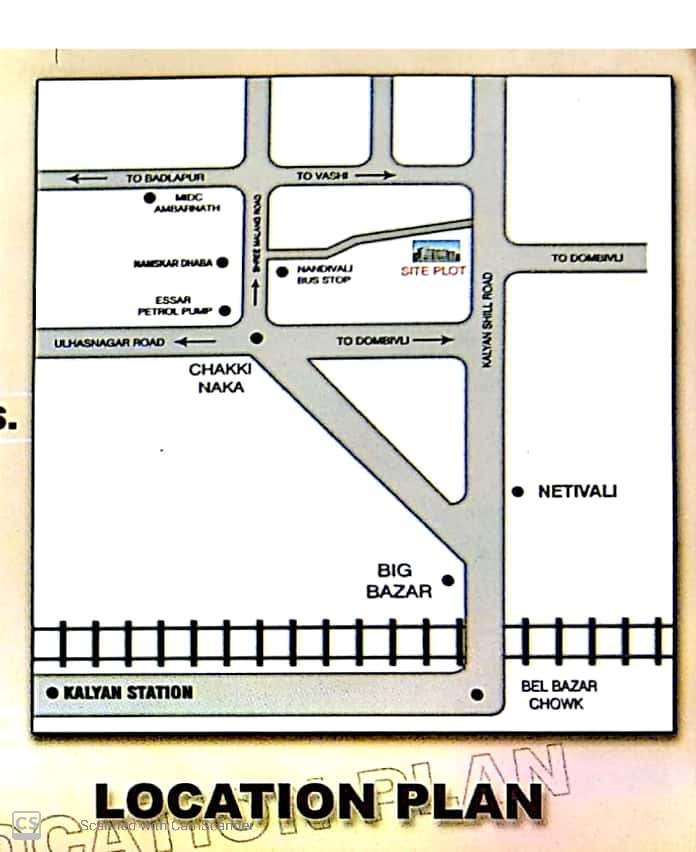 TO BADLAPUR
TO VASHI
MIDC
AMBARNATH
SHREE MALANG ROAD
NAMSKAR DHABA
NANDIVALI
BUS STOP
SITE PLOT
TO DOMBIVLI
ESSAR
PETROL PUMP
KALYAN SHILL ROAD
ULHASNAGAR ROAD
TO DOMBIVLI
CHAKKI
NAKA
S.
NETIVALI
BIG
BAZAR
KALYAN STATION
BEL BAZAR
CHOWK
LOCATION PLAN
CS
Scanned with CamScanner